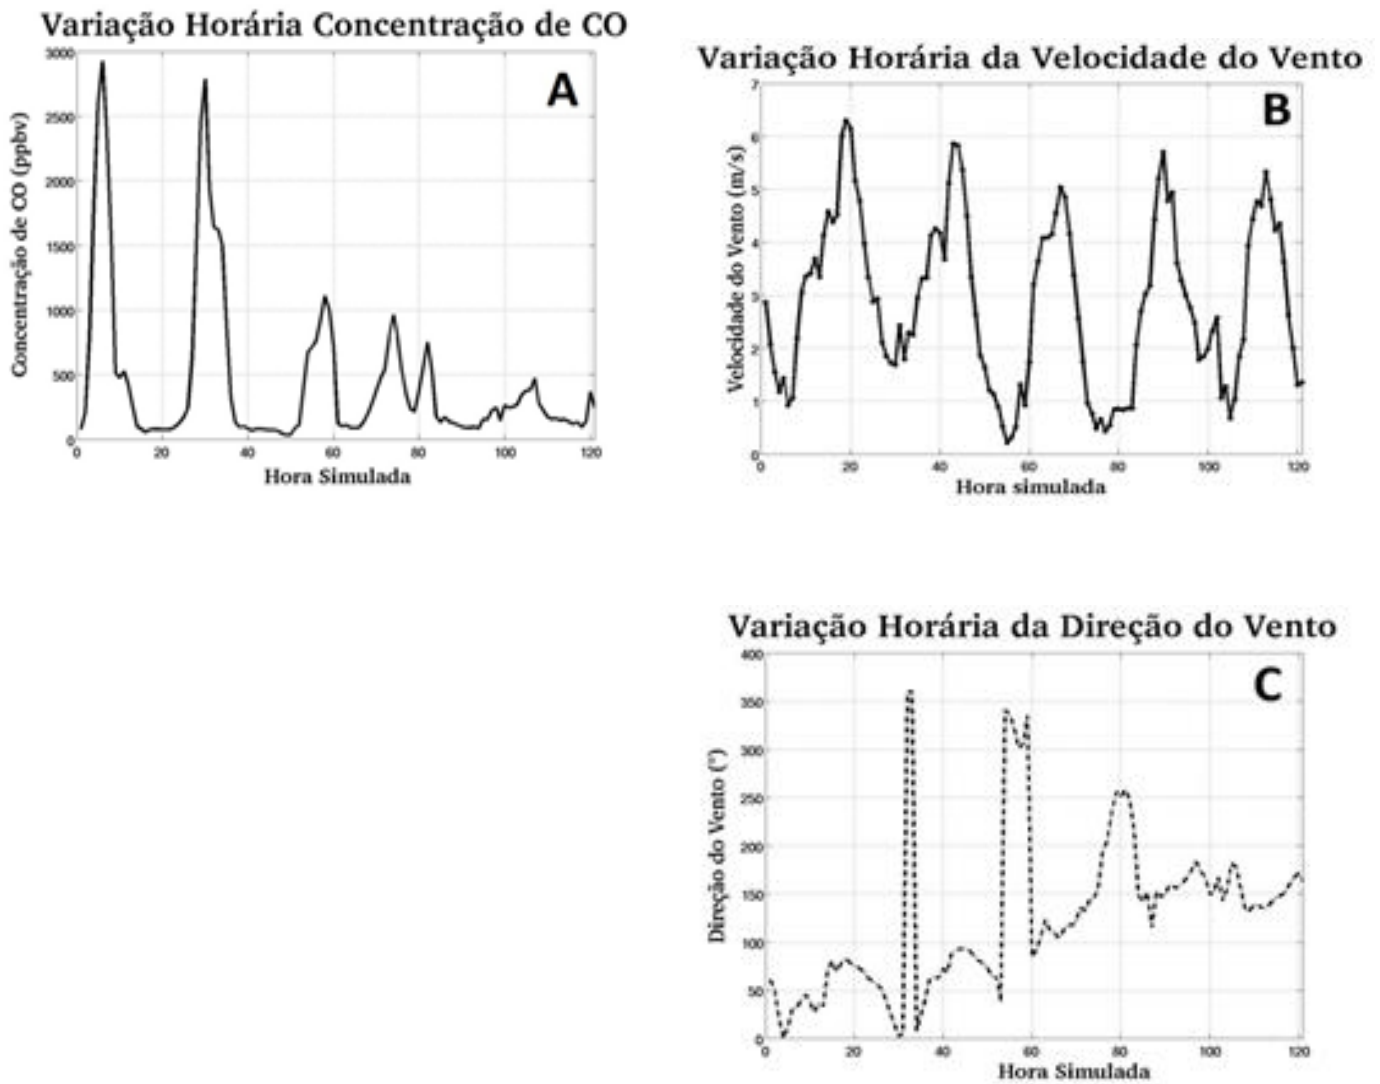 Variação Horária Concentração de CO
A
3000
2500
2000
1500
1000
500
0
Concentração de CO (ppbv)
0 20 40 60 80 100 120
Hora Simulada
Variação Horária da Velocidade do Vento
B
7
6
5
4
3
2
1
0
Velocidade do Vento (m/s)
0 20 40 60 80 100 120
Hora simulada
Variação Horária da Direção do Vento
C
400
350
300
250
200
150
100
50
0
Direção do Vento (°)
0 20 40 60 80 100 120
Hora Simulada